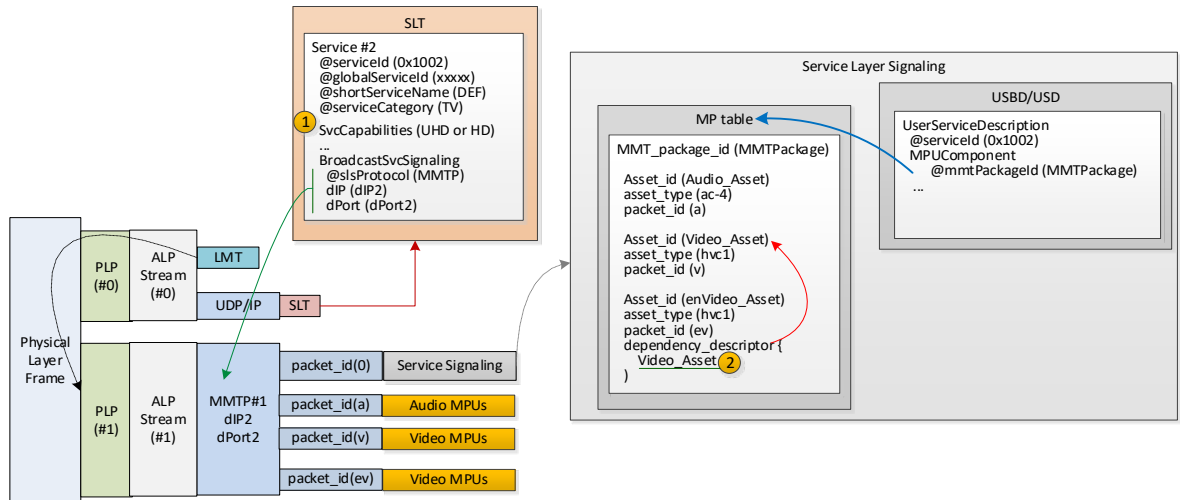 SLT
Service #2
@serviceId (0x1002)
@globalServiceId (xxxxx)
@shortServiceName (DEF)
@serviceCategory (TV)
1
SvcCapabilities (UHD or HD)
...
BroadcastSvcSignaling
@slsProtocol (MMTP)
dIP (dIP2)
dPort (dPort2)
Service Layer Signaling
MP table
MMT_package_id (MMTPackage)
Asset_id (Audio_Asset)
asset_type (ac-4)
packet_id (a)
Asset_id (Video_Asset)
asset_type (hvc1)
packet_id (v)
Asset_id (enVideo_Asset)
asset_type (hvc1)
packet_id (ev)
dependency_descriptor {
Video_Asset
2
)
USBD/USD
UserServiceDescription
@serviceId (0x1002)
MPUComponent
@mmtPackageId (MMTPackage)
...
Physical
Layer
Frame
PLP
(#0)
ALP
Stream
(#0)
LMT
UDP/IP
SLT
PLP
(#1)
ALP
Stream
(#1)
MMTP#1
dIP2
dPort2
packet_id(0)
Service Signaling
packet_id(a)
Audio MPUs
packet_id(v)
Video MPUs
packet_id(ev)
Video MPUs